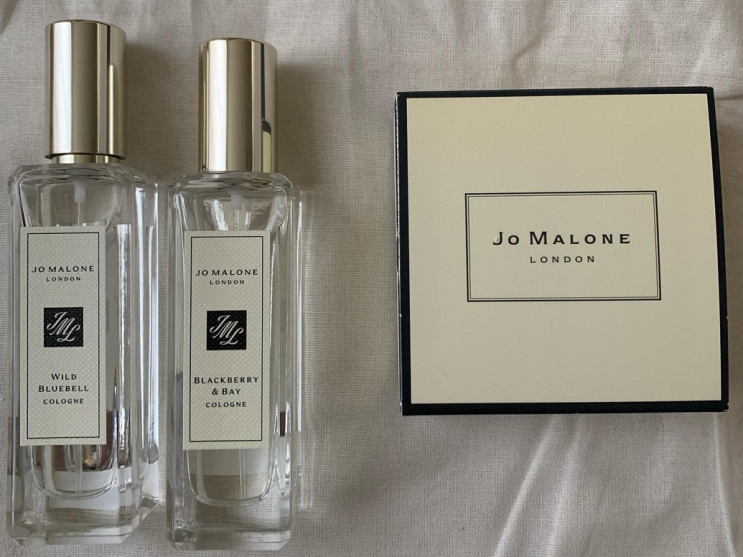 JO MALONE
LONDON
JML
WILD
BLUEBELL
COLOGNE
JO MALONE
LONDON
JML
BLACKBERRY
& BAY
COLOGNE
JO MALONE
LONDON